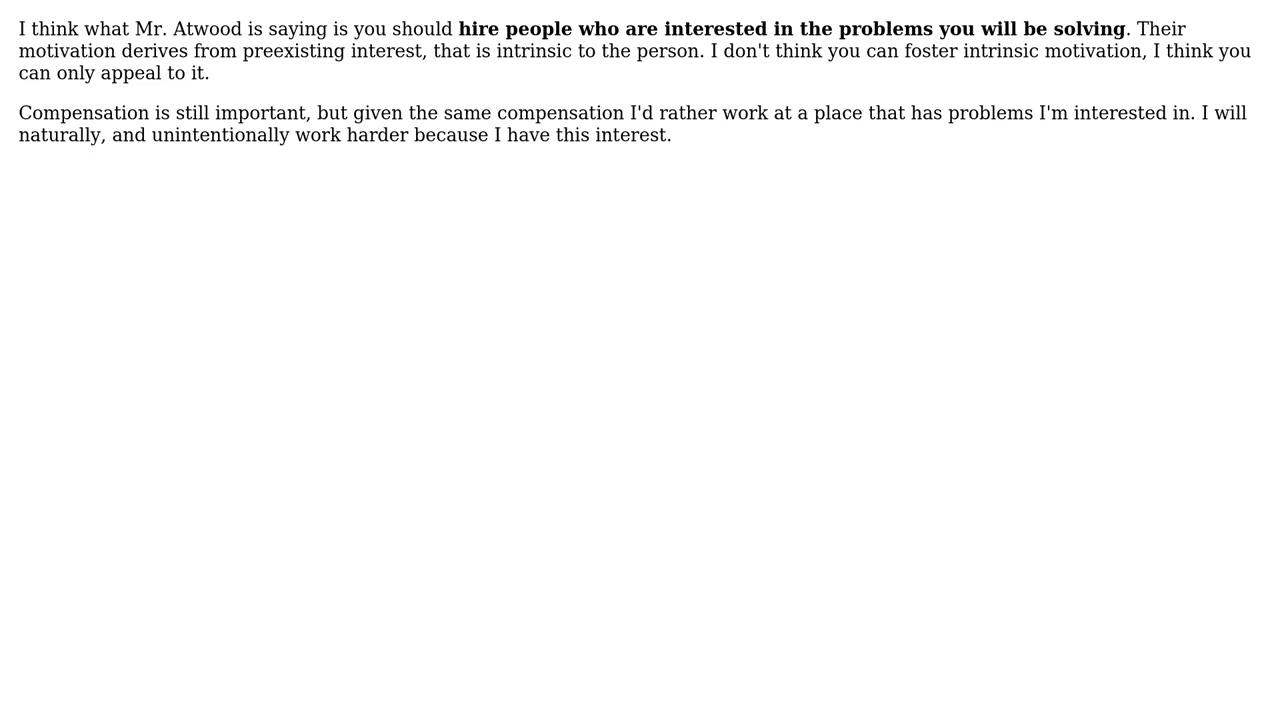 I think what Mr. Atwood is saying is you should hire people who are interested in the problems you will be solving. Their
motivation derives from preexisting interest, that is intrinsic to the person. I don't think you can foster intrinsic motivation, I think you
can only appeal to it.
Compensation is still important, but given the same compensation I'd rather work at a place that has problems I'm interested in. I will
naturally, and unintentionally work harder because I have this interest.